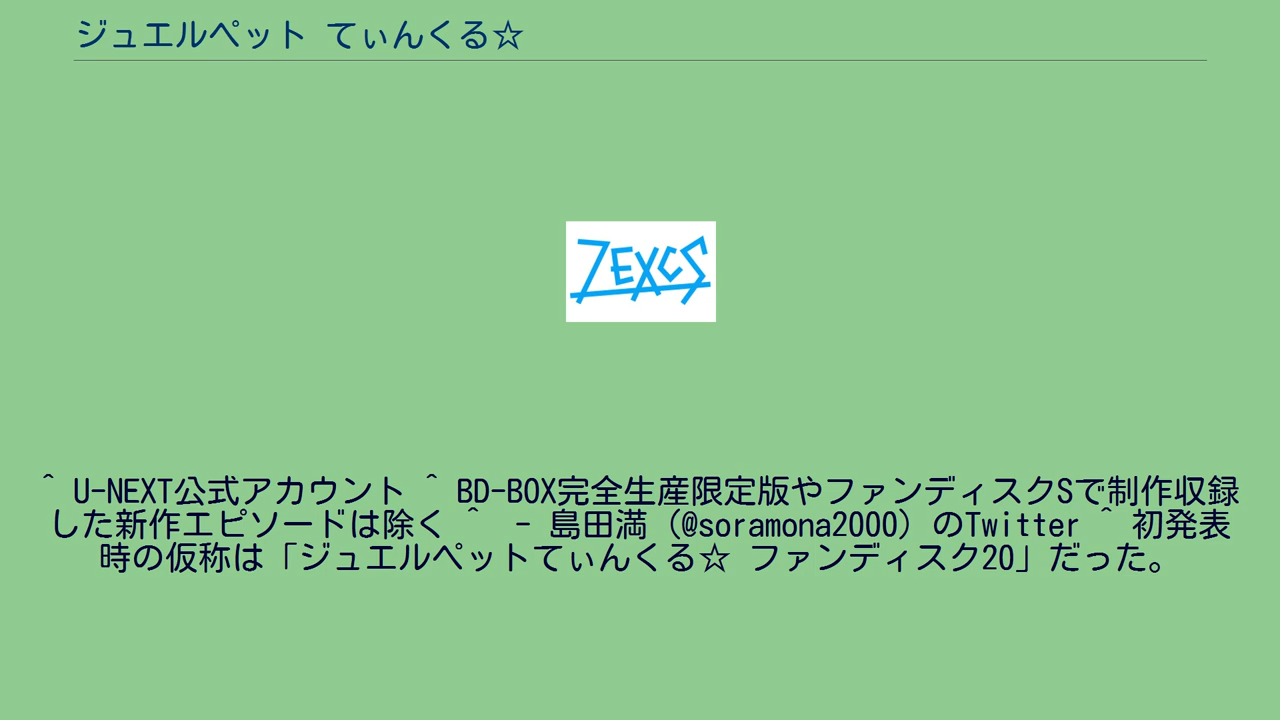 ジュエルペット てぃんくる☆
ZEXCS
^ U-NEXT公式アカウント ^ BD-BOX完全生産限定版やファンディスクSで制作収録
した新作エピソードは除く ^  - 島田満（@soramona2000）のTwitter ^ 初発表
時の仮称は「ジュエルペットてぃんくる☆ ファンディスク20」だった。